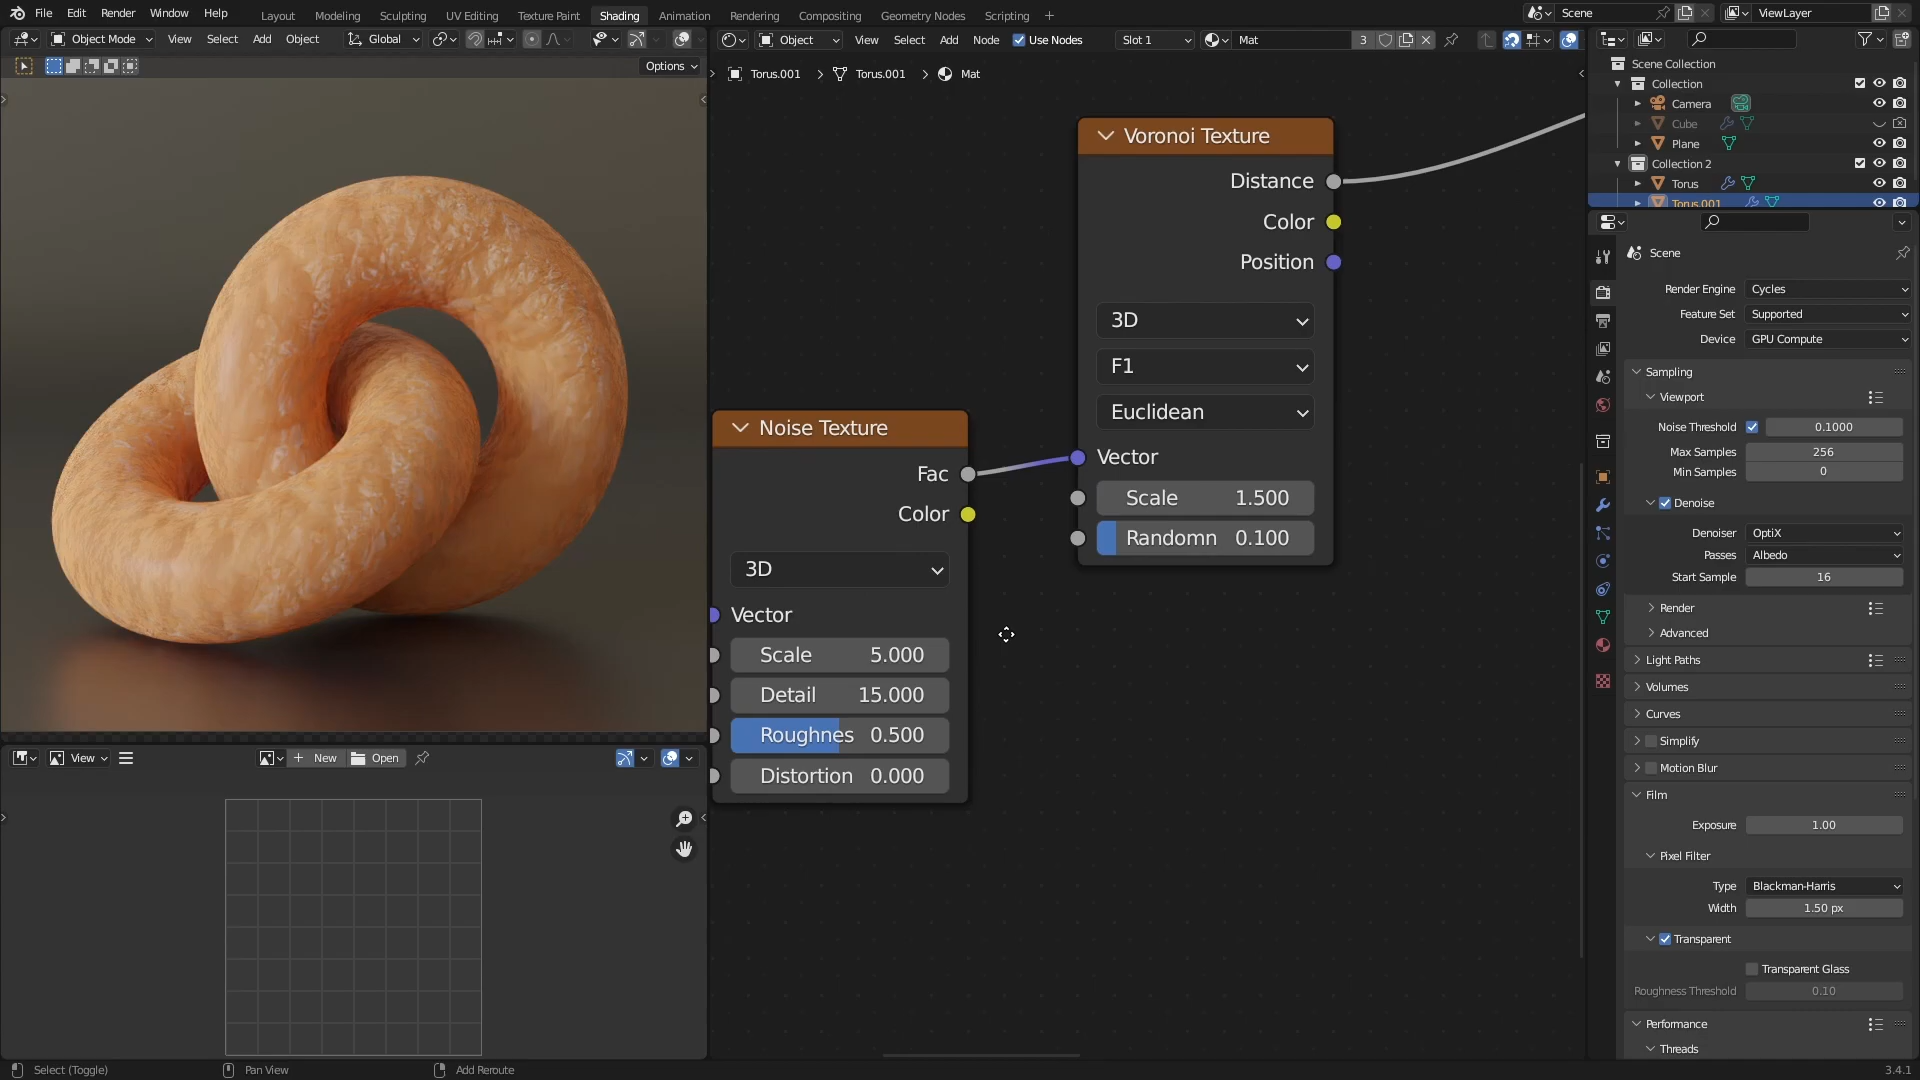 File Edit Render Window Help
Layout Modeling Sculpting UV Editing Texture Paint Shading Animation Rendering Compositing Geometry Nodes Scripting +
Scene
ViewLayer
Object Mode View Select Add Object Global
Options
Object View Select Add Node Use Nodes Slot 1 Mat 3
Torus.001 > Torus.001 > Mat
Voronoi Texture
Distance
Color
Position
3D
F1
Euclidean
Vector
Scale 1.500
Randomn 0.100
Noise Texture
Fac
Color
3D
Vector
Scale 5.000
Detail 15.000
Roughnes 0.500
Distortion 0.000
View
New Open
Scene Collection
Collection
Camera
Cube
Plane
Collection 2
Torus
Torus.001
Scene
Render Engine Cycles
Feature Set Supported
Device GPU Compute
Sampling
Viewport
Noise Threshold 0.1000
Max Samples 256
Min Samples 0
Denoise
Denoiser OptiX
Passes Albedo
Start Sample 16
Render
Advanced
Light Paths
Volumes
Curves
Simplify
Motion Blur
Film
Exposure 1.00
Pixel Filter
Type Blackman-Harris
Width 1.50 px
Transparent
Transparent Glass
Roughness Threshold 0.10
Performance
Threads
Select (Toggle) Pan View Add Reroute 3.4.1